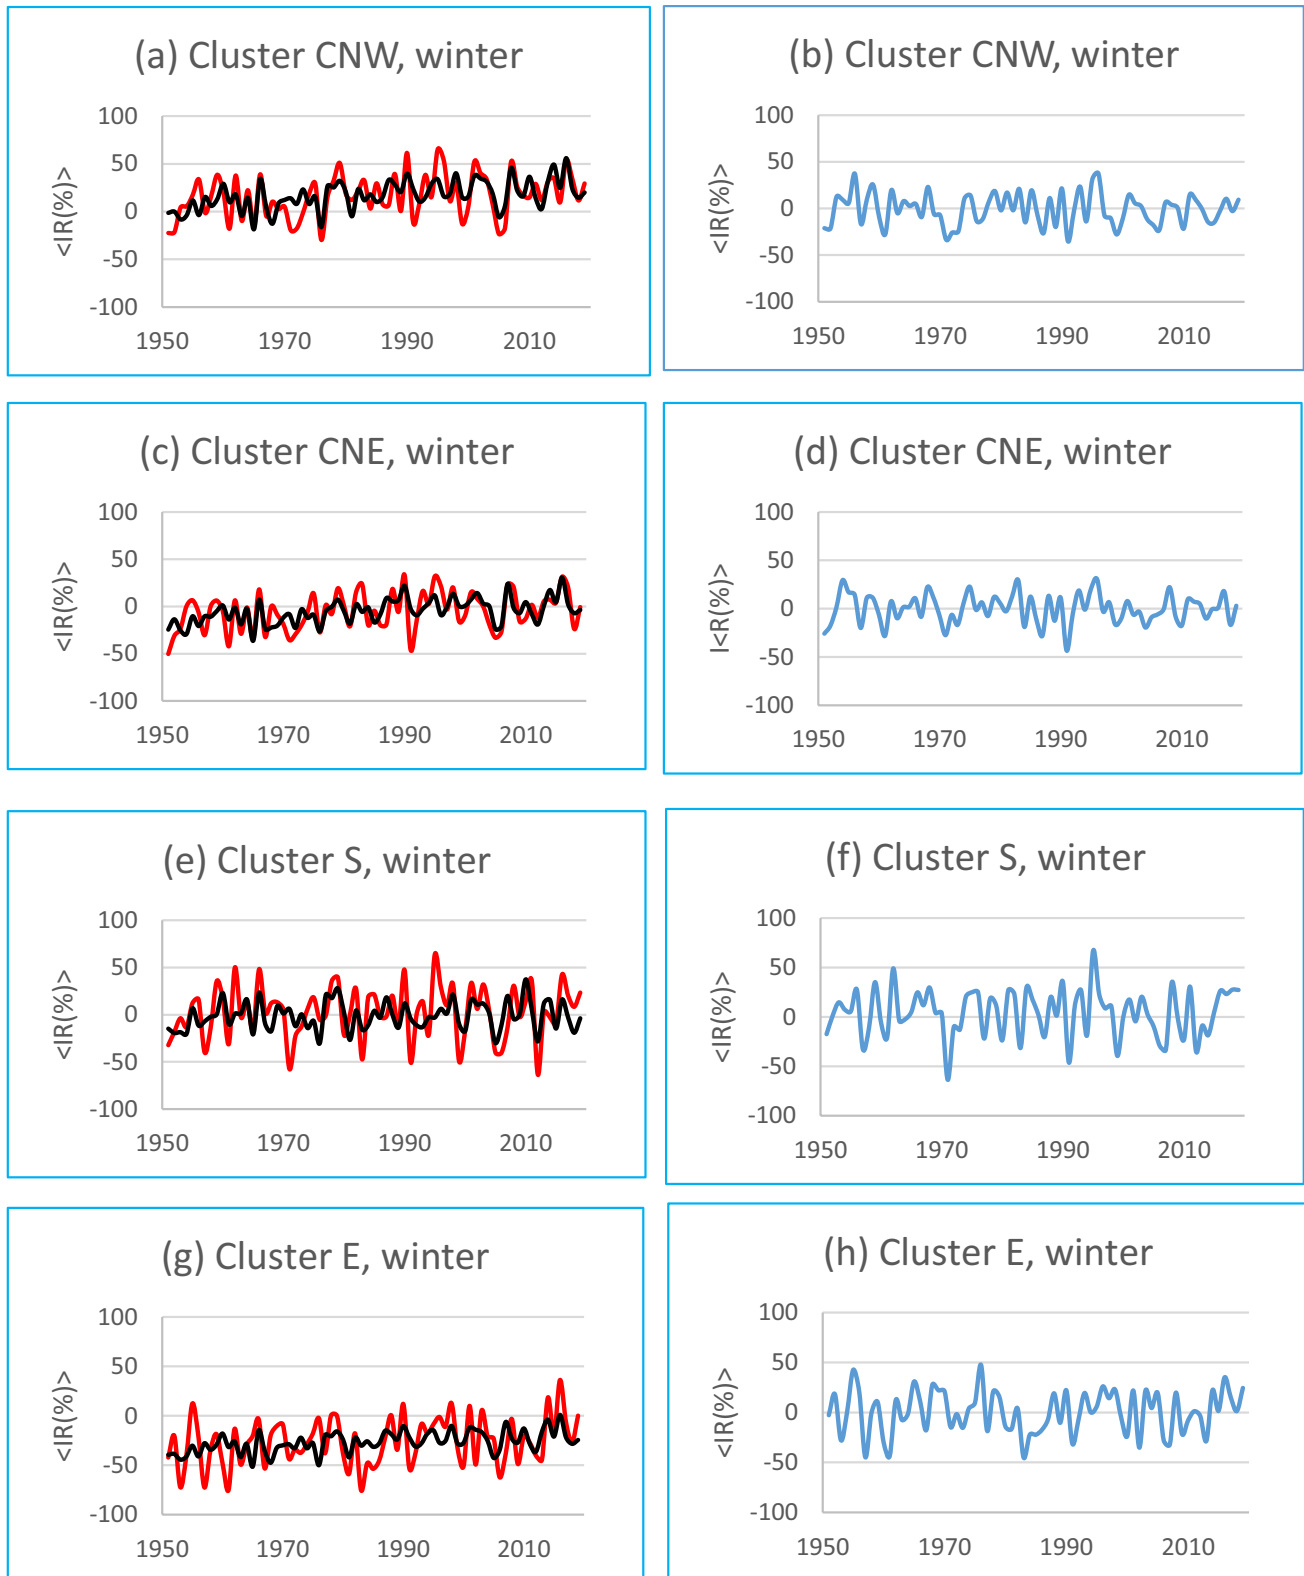 (a) Cluster CNW, winter
<IR(%)>
100
50
0
-50
-100
1950 1970 1990 2010
(b) Cluster CNW, winter
<IR(%)>
100
50
0
-50
-100
1950 1970 1990 2010
(c) Cluster CNE, winter
<IR(%)>
100
50
0
-50
-100
1950 1970 1990 2010
(d) Cluster CNE, winter
I<R(%)>
100
50
0
-50
-100
1950 1970 1990 2010
(e) Cluster S, winter
<IR(%)>
100
50
0
-50
-100
1950 1970 1990 2010
(f) Cluster S, winter
<IR(%)>
100
50
0
-50
-100
1950 1970 1990 2010
(g) Cluster E, winter
<IR(%)>
100
50
0
-50
-100
1950 1970 1990 2010
(h) Cluster E, winter
<IR(%)>
100
50
0
-50
-100
1950 1970 1990 2010